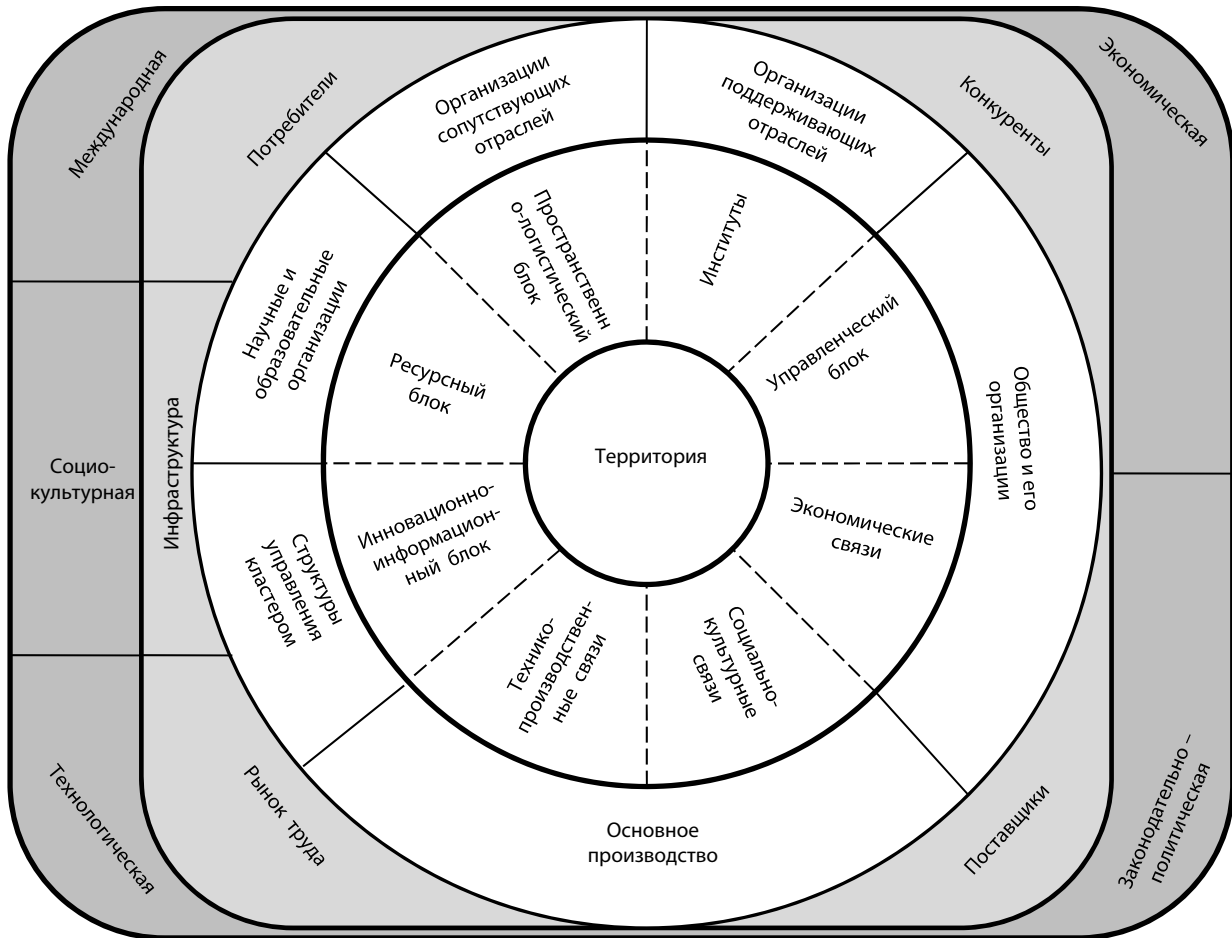 Международная
Потребители
Организации
сопутствующих
отраслей
Организации
поддерживающих
отраслей
Конкуренты
Экономическая
Научные и
образовательные
организации
Пространственн
о-логистический
блок
Институты
Управленческий
блок
Ресурсный
блок
Общество и его
организации
Территория
Социо-
культурная
Инфраструктура
Инновационно-
информацион-
ный блок
Экономические
связи
Структуры
управления
кластером
Технико-
производствен-
ные связи
Социально-
культурные
связи
Технологическая
Рынок труда
Основное
производство
Поставщики
Законодательно –
политическая